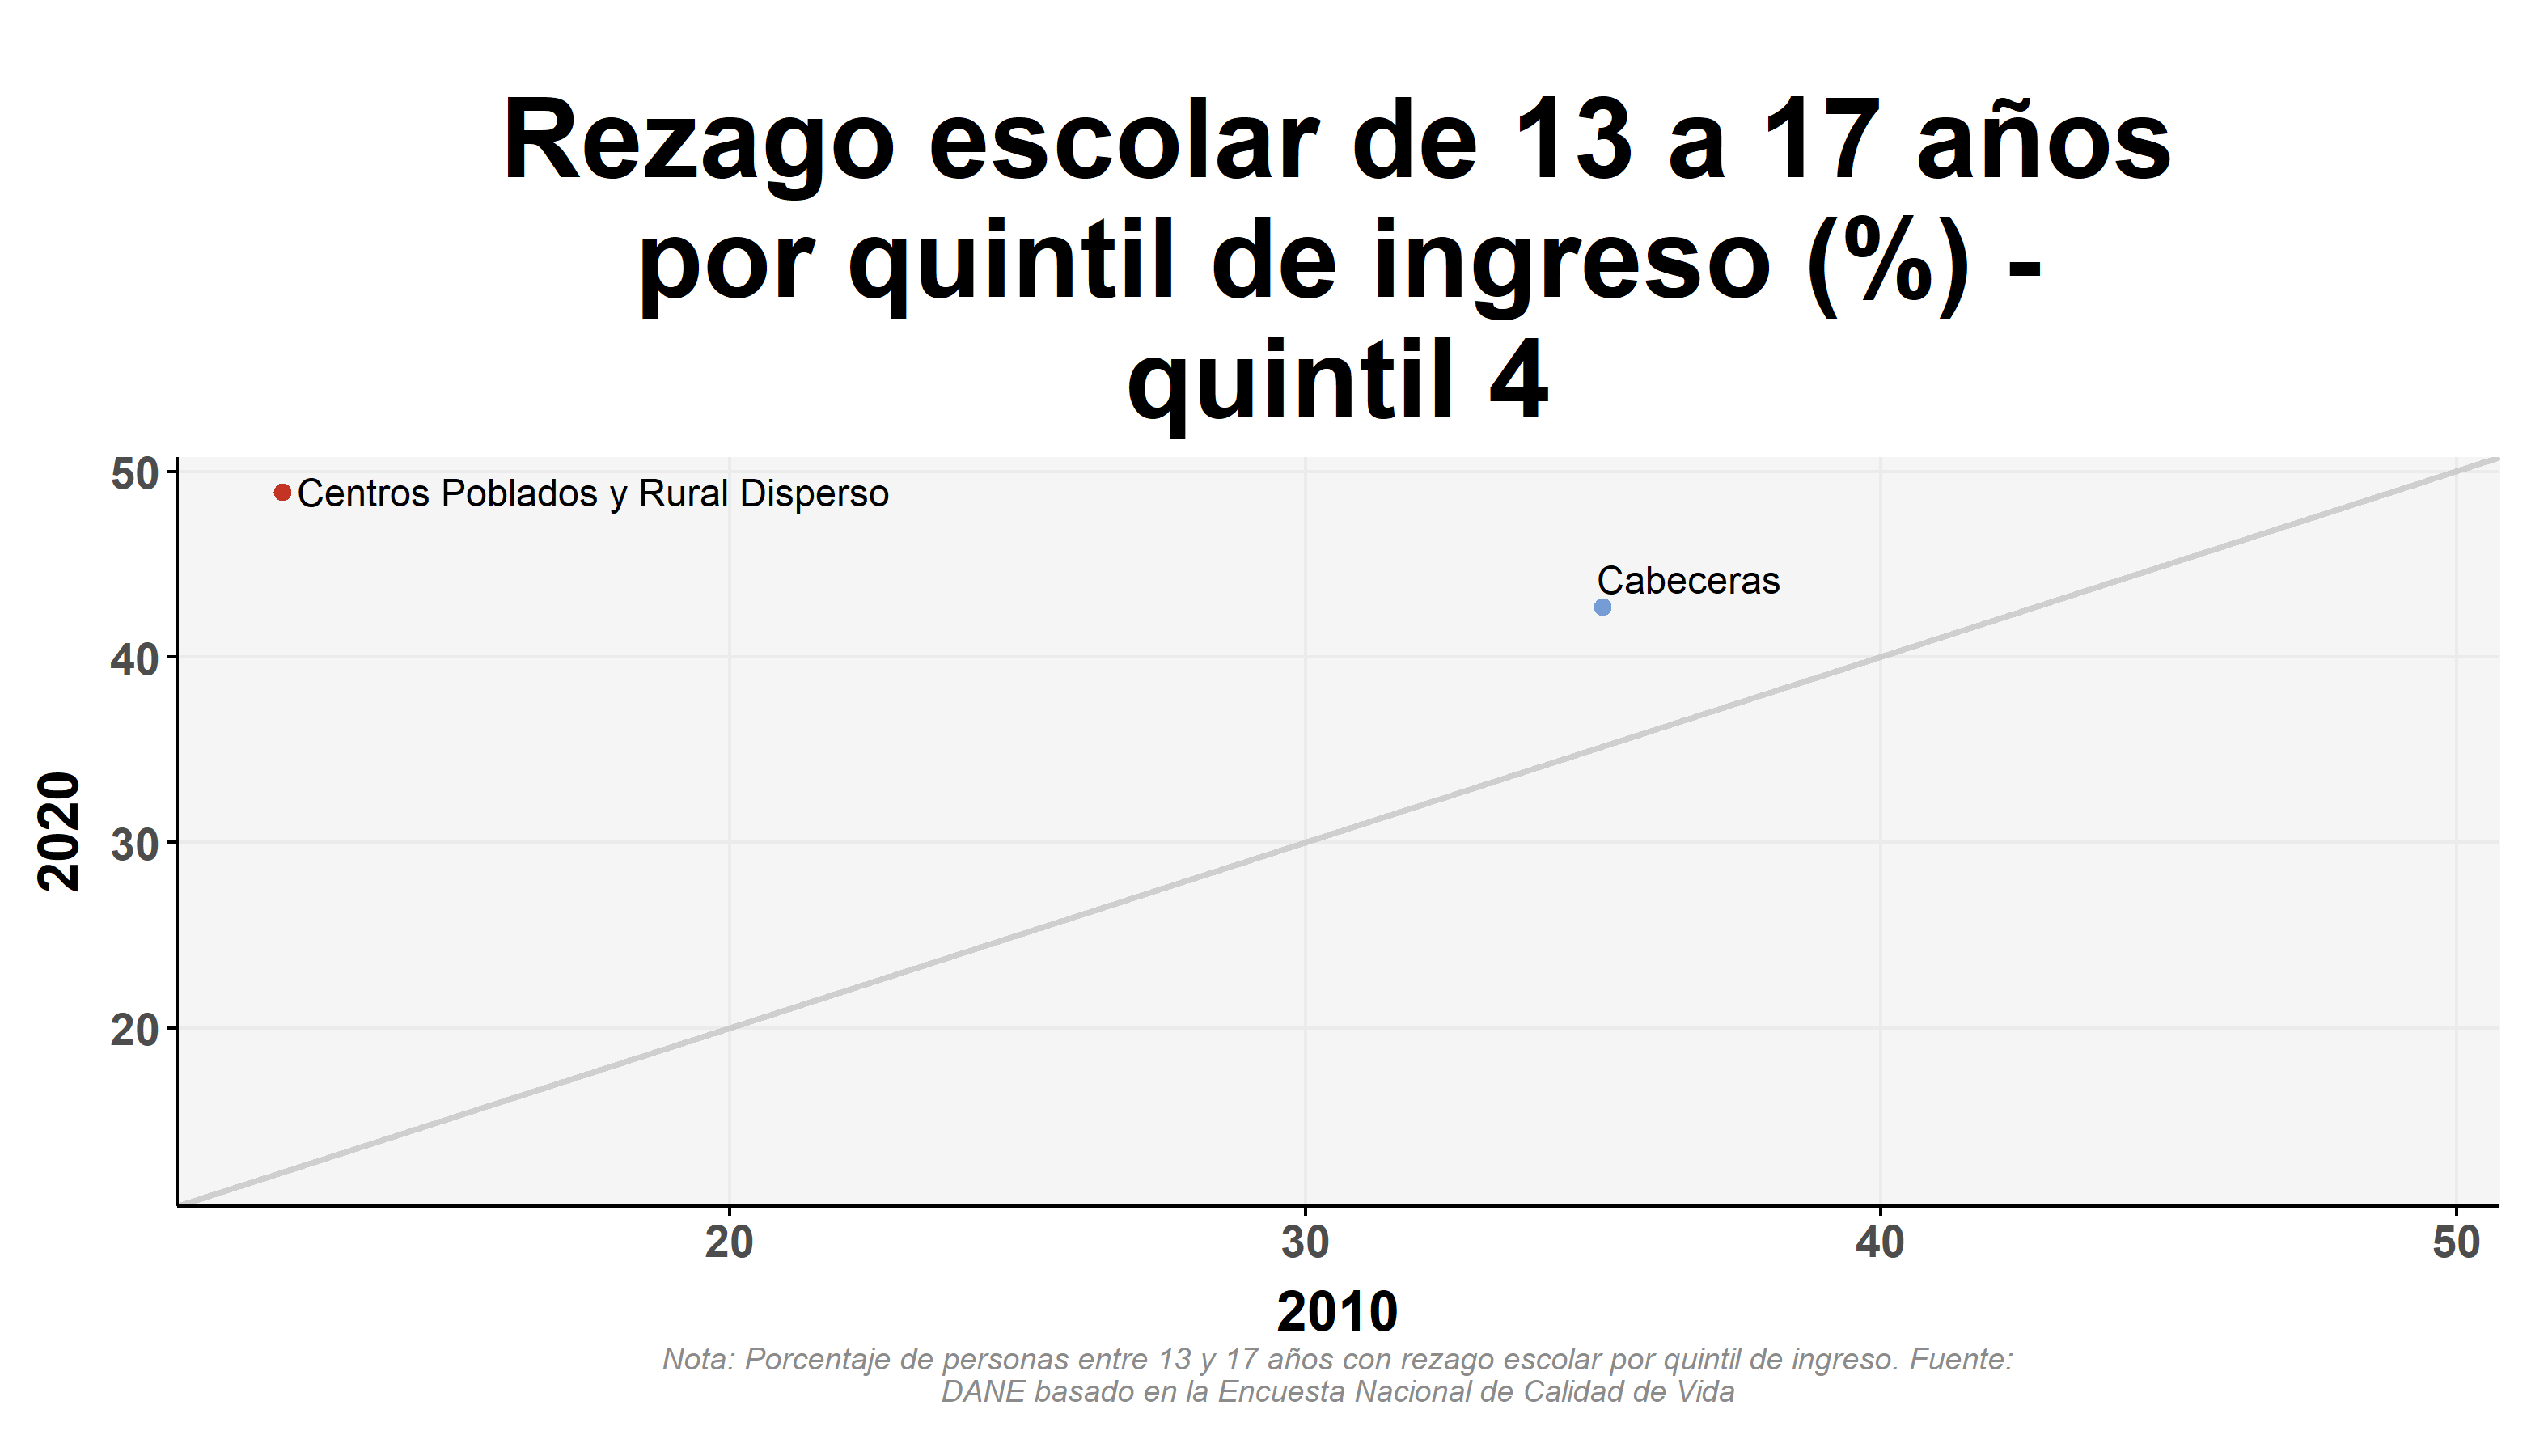 Rezago escolar de 13 a 17 años
por quintil de ingreso (%) -
quintil 4
50
Centros Poblados y Rural Disperso
Cabeceras
40
30
20
2020
20
30
40
50
2010
Nota: Porcentaje de personas entre 13 y 17 años con rezago escolar por quintil de ingreso. Fuente:
DANE basado en la Encuesta Nacional de Calidad de Vida